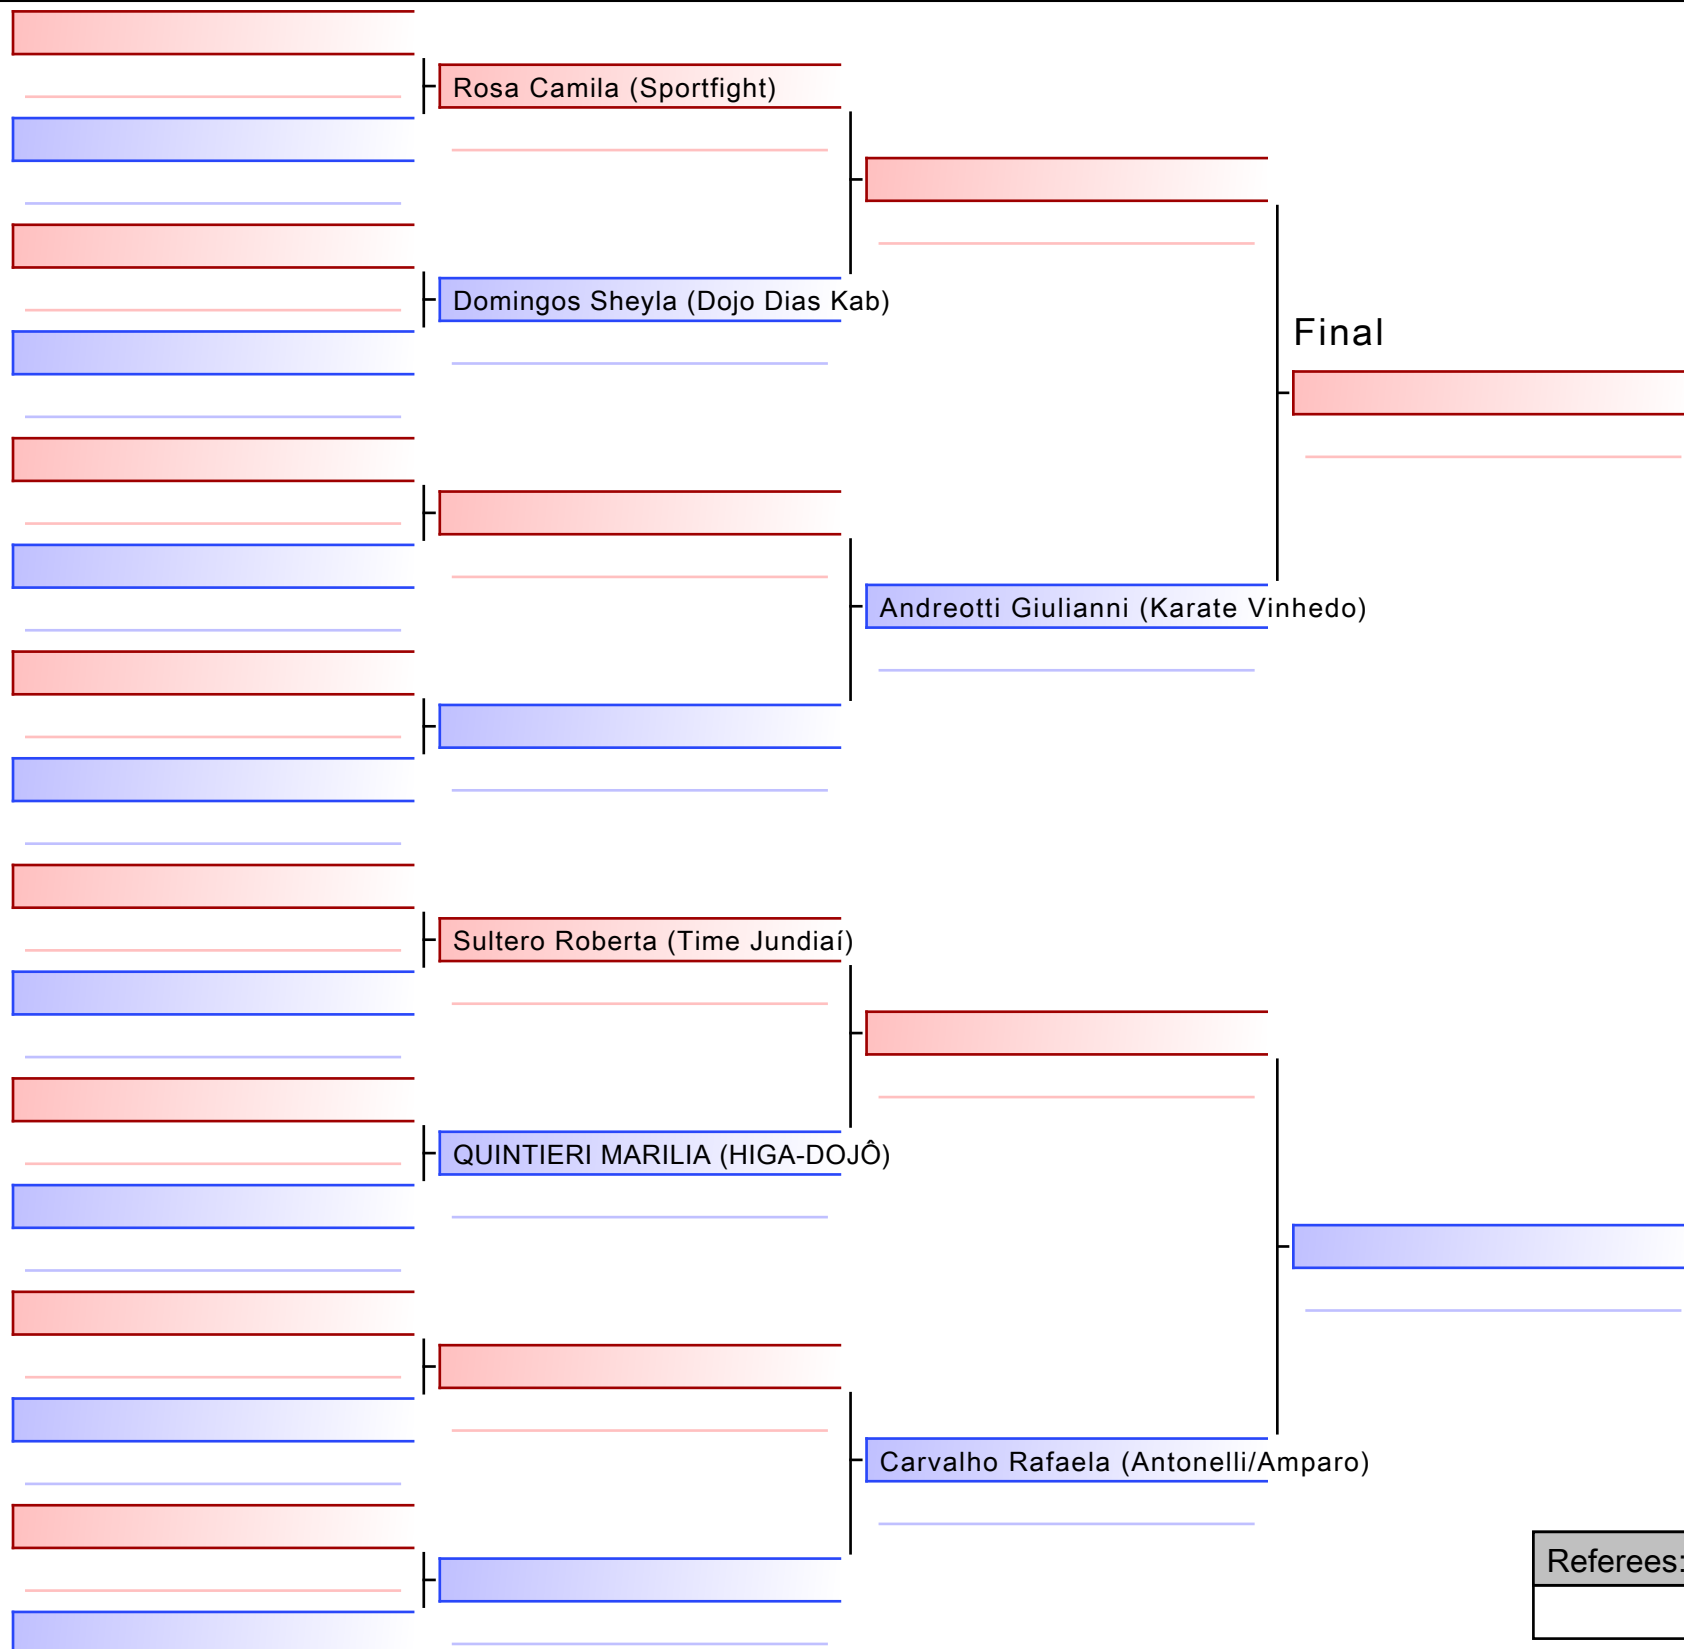 Rosa Camila (Sportfight)
Domingos Sheyla (Dojo Dias Kab)
Final
Andreotti Giulianni (Karate Vinhedo)
Sultero Roberta (Time Jundiaí)
QUINTIERI MARILIA (HIGA-DOJÔ)
Carvalho Rafaela (Antonelli/Amparo)
Referees: